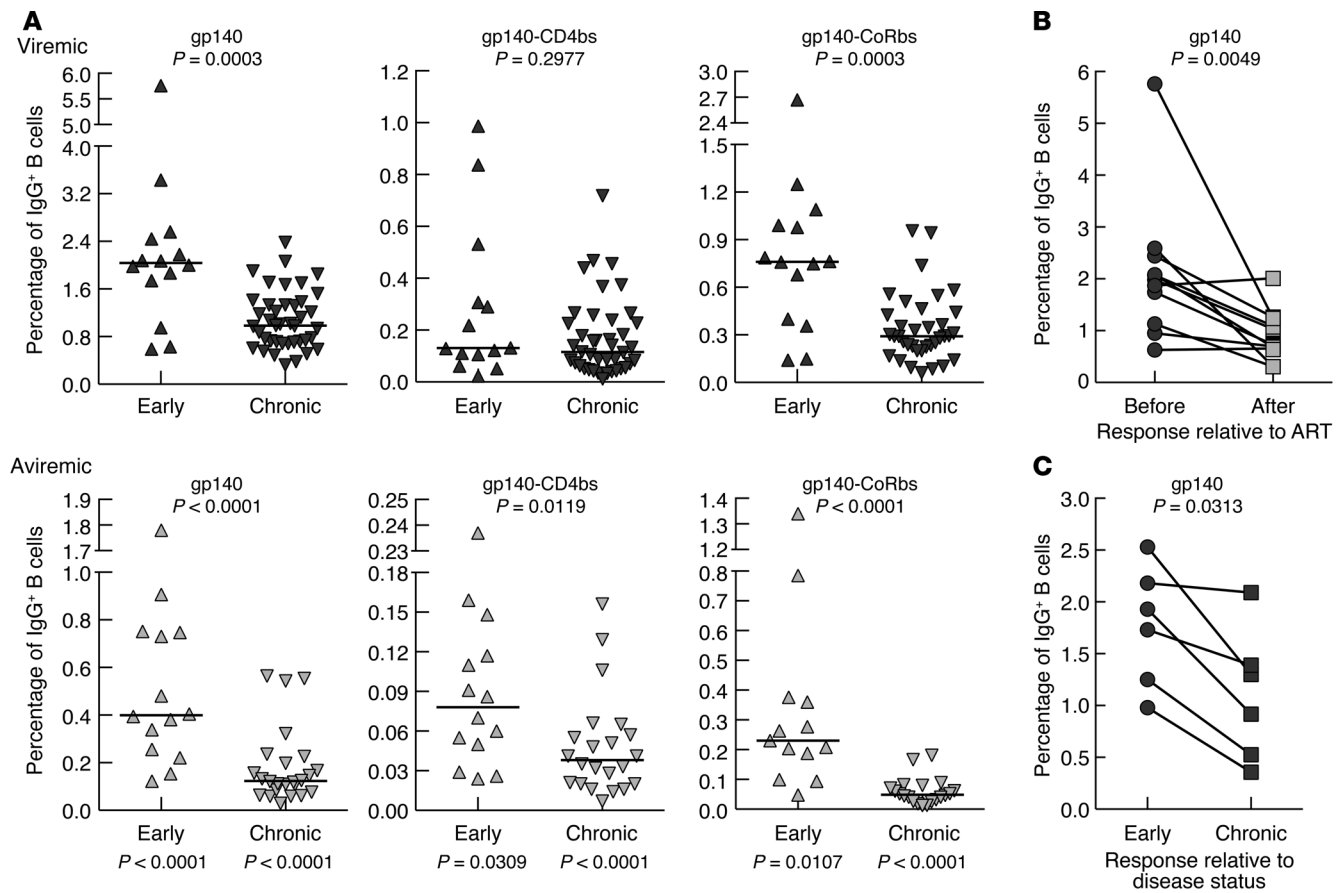 A
Viremic
gp140
P = 0.0003
Percentage of IgG⁺ B cells
6.0
5.5
5.0
4.0
3.2
2.4
1.6
0.8
0.0
Early
Chronic
gp140-CD4bs
P = 0.2977
1.2
1.0
0.8
0.6
0.4
0.2
0.0
Early
Chronic
gp140-CoRbs
P = 0.0003
3.0
2.7
2.4
1.5
1.2
0.9
0.6
0.3
0.0
Early
Chronic
B
gp140
P = 0.0049
Percentage of IgG⁺ B cells
6
5
4
3
2
1
0
Before
After
Response relative to ART
Aviremic
gp140
P < 0.0001
Percentage of IgG⁺ B cells
1.9
1.8
1.7
1.0
0.8
0.6
0.4
0.2
0.0
Early
Chronic
P < 0.0001
P < 0.0001
gp140-CD4bs
P = 0.0119
0.25
0.24
0.23
0.18
0.15
0.12
0.09
0.06
0.03
0.00
Early
Chronic
P = 0.0309
P < 0.0001
gp140-CoRbs
P < 0.0001
1.4
1.3
1.2
0.8
0.7
0.6
0.5
0.4
0.3
0.2
0.1
0.0
Early
Chronic
P = 0.0107
P < 0.0001
C
gp140
P = 0.0313
Percentage of IgG⁺ B cells
3.0
2.5
2.0
1.5
1.0
0.5
0.0
Early
Chronic
Response relative to
disease status